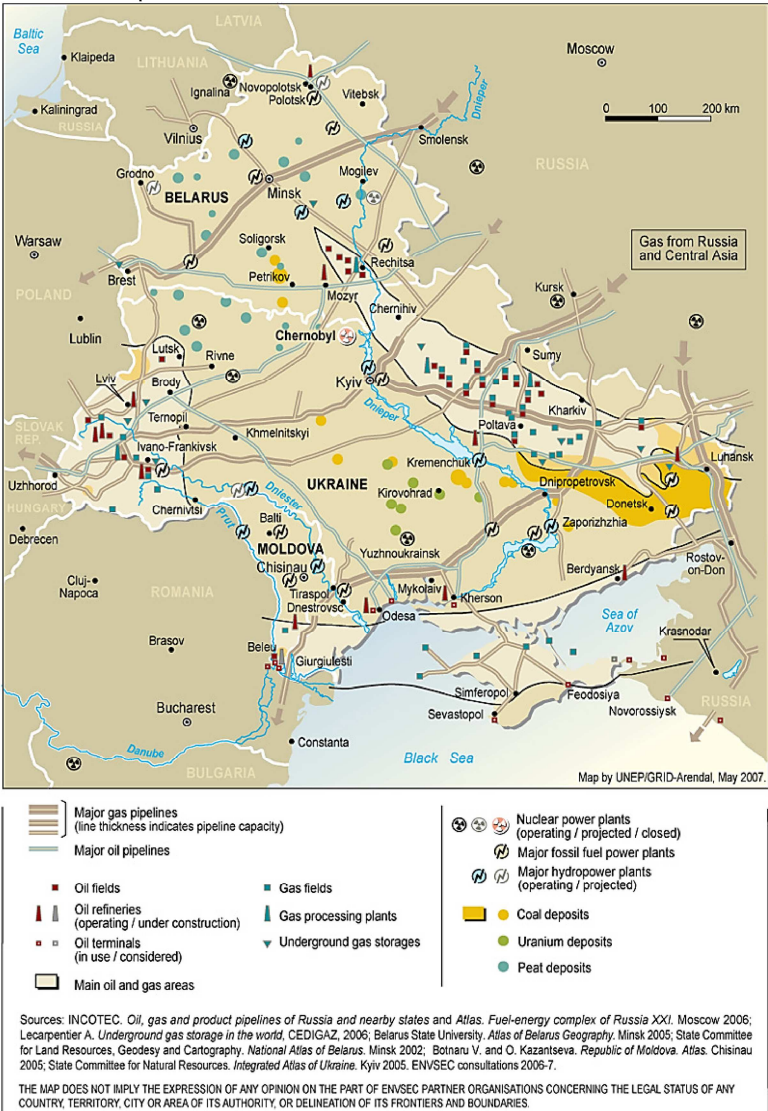 LATVIA
Baltic
Sea
Klaipeda
LITHUANIA
Moscow
Ignalina
Novopolotsk
Polotsk
Vitebsk
Dnieper
0 100 200 km
Kaliningrad
RUSSIA
Vilnius
Smolensk
RUSSIA
Grodno
Mogilev
BELARUS
Minsk
Warsaw
Soligorsk
Gas from Russia
and Central Asia
Rechitsa
Brest
Petrikov
Mozyr
POLAND
Kursk
Chernihiv
Lublin
Chernobyl
Lutsk
Rivne
Sumy
Lviv
Brody
Kyiv
Dnieper
Kharkiv
Ternopil
Poltava
SLOVAK
REP.
Khmelnitskyi
Ivano-Frankivsk
Kremenchuk
Luhansk
Uzhhorod
UKRAINE
Kirovohrad
Dnipropetrovsk
HUNGARY
Dniester
Donetsk
Chernivtsi
Prut
Balti
Zaporizhzhia
Debrecen
MOLDOVA
Yuzhnoukrainsk
Chisinau
Rostov-
on-Don
Cluj-
Napoca
ROMANIA
Berdyansk
Tiraspol
Mykolaiv
Dnestrovsc
Kherson
Odesa
Sea of
Azov
Brasov
Beleu
Krasnodar
Giurgiulesti
Bucharest
Simferopol
Feodosiya
RUSSIA
Sevastopol
Novorossiysk
Constanta
Danube
Black Sea
BULGARIA
Map by UNEP/GRID-Arendal, May 2007.
Major gas pipelines
(line thickness indicates pipeline capacity)
Major oil pipelines
Oil fields
Gas fields
Oil refineries
(operating / under construction)
Gas processing plants
Oil terminals
(in use / considered)
Underground gas storages
Main oil and gas areas
Nuclear power plants
(operating / projected / closed)
Major fossil fuel power plants
Major hydropower plants
(operating / projected)
Coal deposits
Uranium deposits
Peat deposits
Sources: INCOTEC. Oil, gas and product pipelines of Russia and nearby states and Atlas. Fuel-energy complex of Russia XXI. Moscow 2006;
Lecarpentier A. Underground gas storage in the world, CEDIGAZ, 2006; Belarus State University. Atlas of Belarus Geography. Minsk 2005; State Committee
for Land Resources, Geodesy and Cartography. National Atlas of Belarus. Minsk 2002; Botnaru V. and O. Kazantseva. Republic of Moldova. Atlas. Chisinau
2005; State Committee for Natural Resources. Integrated Atlas of Ukraine. Kyiv 2005. ENVSEC consultations 2006-7.
THE MAP DOES NOT IMPLY THE EXPRESSION OF ANY OPINION ON THE PART OF ENVSEC PARTNER ORGANISATIONS CONCERNING THE LEGAL STATUS OF ANY
COUNTRY, TERRITORY, CITY OR AREA OF ITS AUTHORITY, OR DELINEATION OF ITS FRONTIERS AND BOUNDARIES.